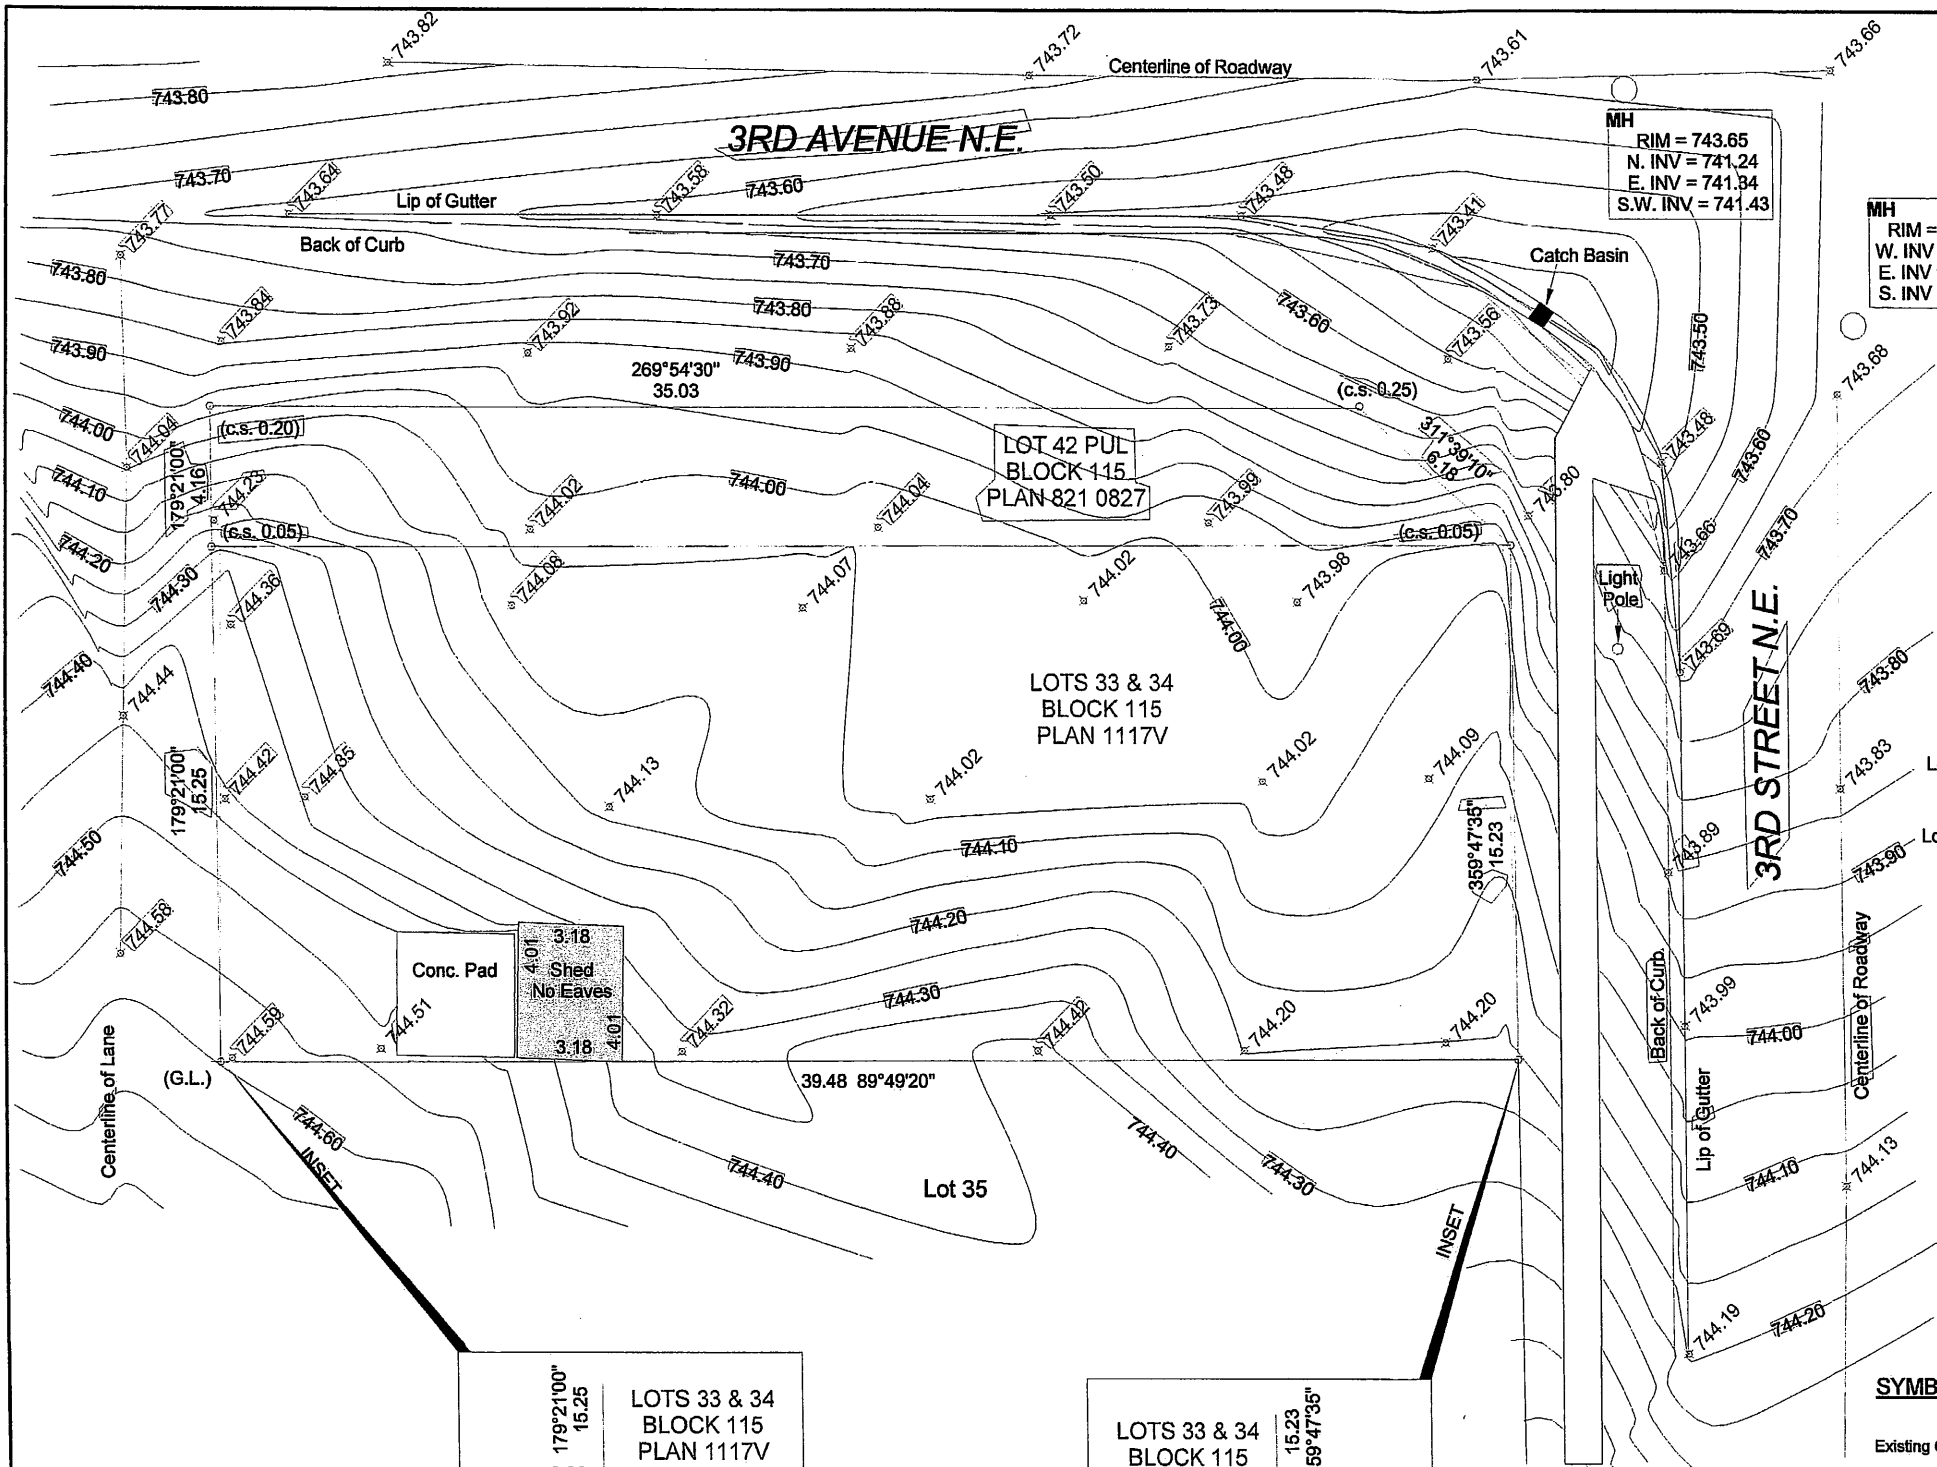 743.82
743.72
743.61
743.66
Centerline of Roadway
743.80
3RD AVENUE N.E.
MH
RIM = 743.65
N. INV = 741.24
E. INV = 741.34
S.W. INV = 741.43
743.70
743.64
743.58
743.60
743.50
743.48
743.41
Lip of Gutter
743.77
Back of Curb
MH
RIM =
W. INV
E. INV
S. INV
Catch Basin
743.80
743.70
743.84
743.92
743.80
743.88
743.73
743.60
743.56
743.50
743.90
743.90
269°54'30"
35.03
743.68
(c.s. 0.25)
744.00
744.04
(c.s. 0.20)
LOT 42 PUL
BLOCK 115
PLAN 821 0827
311°39'10"
6.18
743.48
743.60
744.10
179°21'00"
4.16
744.23
744.02
744.00
744.04
743.99
743.80
(c.s. 0.05)
(c.s. 0.05)
743.66
743.70
744.20
744.30
744.36
744.08
744.07
744.02
743.98
744.00
Light
Pole
743.69
3RD STREET N.E.
744.40
744.44
LOTS 33 & 34
BLOCK 115
PLAN 1117V
743.80
179°21'00"
15.25
744.42
744.35
744.13
744.02
744.02
744.09
743.83
L
744.50
744.10
359°47'35"
15.23
743.89
743.90
Lo
744.58
744.20
3.18
4.01
Shed
No Eaves
4.01
3.18
Conc. Pad
744.30
Back of Curb
743.99
Centerline of Roadway
744.00
744.59
744.51
744.32
744.42
744.20
744.20
(G.L.)
39.48 89°49'20"
Centerline of Lane
744.60
INSET
744.40
Lot 35
744.40
744.30
Lip of Gutter
744.10
744.13
INSET
744.19
744.20
179°21'00"
15.25
LOTS 33 & 34
BLOCK 115
PLAN 1117V
LOTS 33 & 34
BLOCK 115
15.23
59°47'35"
SYMB
Existing